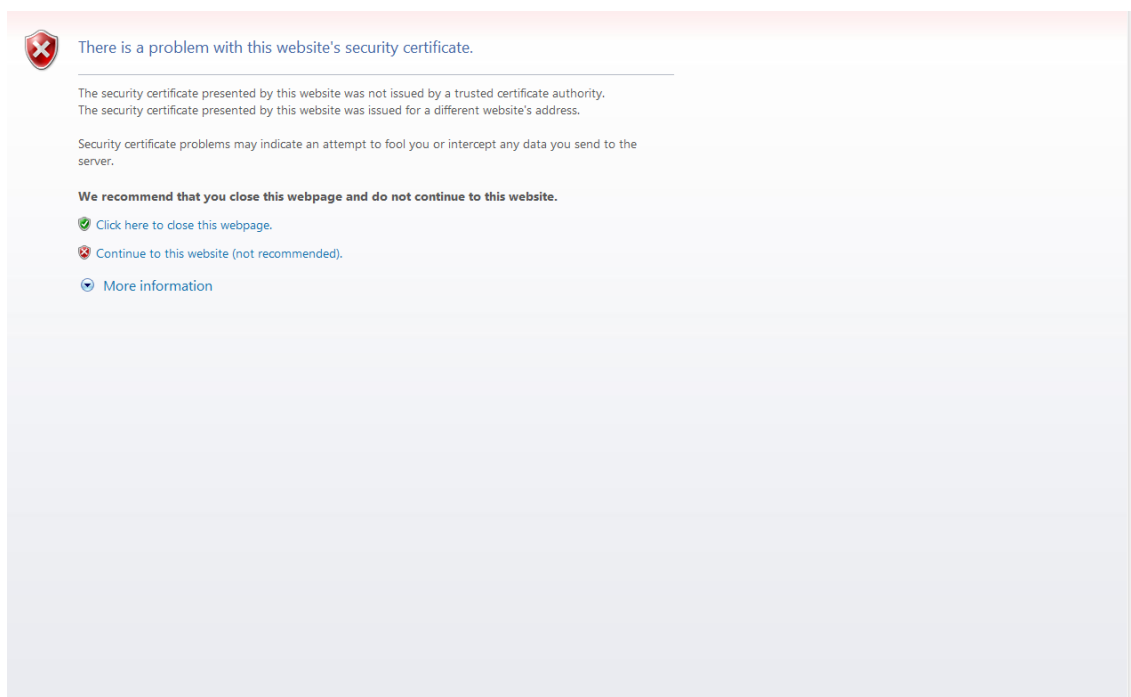 There is a problem with this website's security certificate.
The security certificate presented by this website was not issued by a trusted certificate authority.
The security certificate presented by this website was issued for a different website's address.
Security certificate problems may indicate an attempt to fool you or intercept any data you send to the
server.
We recommend that you close this webpage and do not continue to this website.
Click here to close this webpage.
Continue to this website (not recommended).
More information